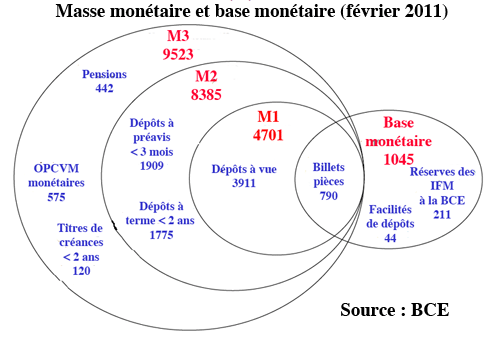 Masse monétaire et base monétaire (février 2011)
M3
9523
Pensions
442
M2
8385
Dépôts à
préavis
< 3 mois
1909
M1
4701
Base
monétaire
1045
OPCVM
monétaires
575
Dépôts à vue
3911
Billets
pièces
790
Réserves des
IFM
à la BCE
211
Titres de
créances
< 2 ans
120
Dépôts à
terme < 2 ans
1775
Facilités
de dépôts
44
Source : BCE